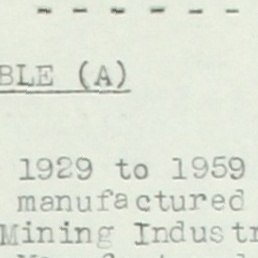 - - - - - -
BLE (A)
1929 to 1959
manufactured
Mining Industr